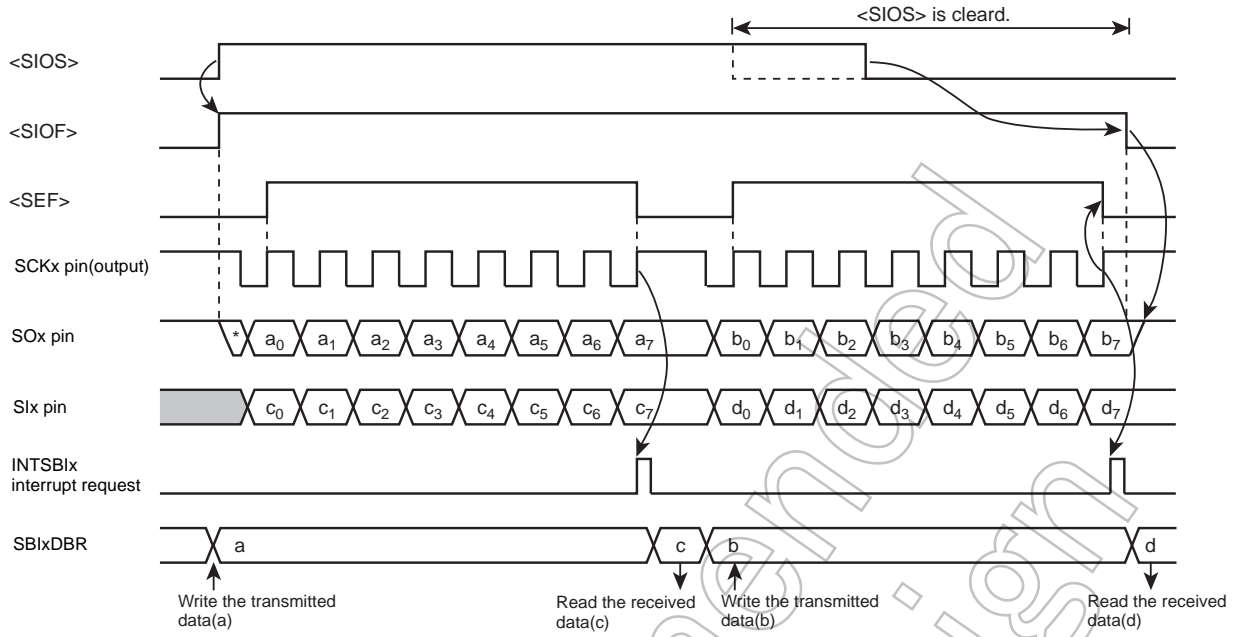 <SIOS> is cleard.
<SIOS>
<SIOF>
<SEF>
SCKx pin(output)
SOx pin
* a0 a1 a2 a3 a4 a5 a6 a7 b0 b1 b2 b3 b4 b5 b6 b7
SIx pin
c0 c1 c2 c3 c4 c5 c6 c7 d0 d1 d2 d3 d4 d5 d6 d7
INTSBIx
interrupt request
SBIxDBR
a c b d
Write the transmitted
data(a)
Read the received
data(c)
Write the transmitted
data(b)
Read the received
data(d)